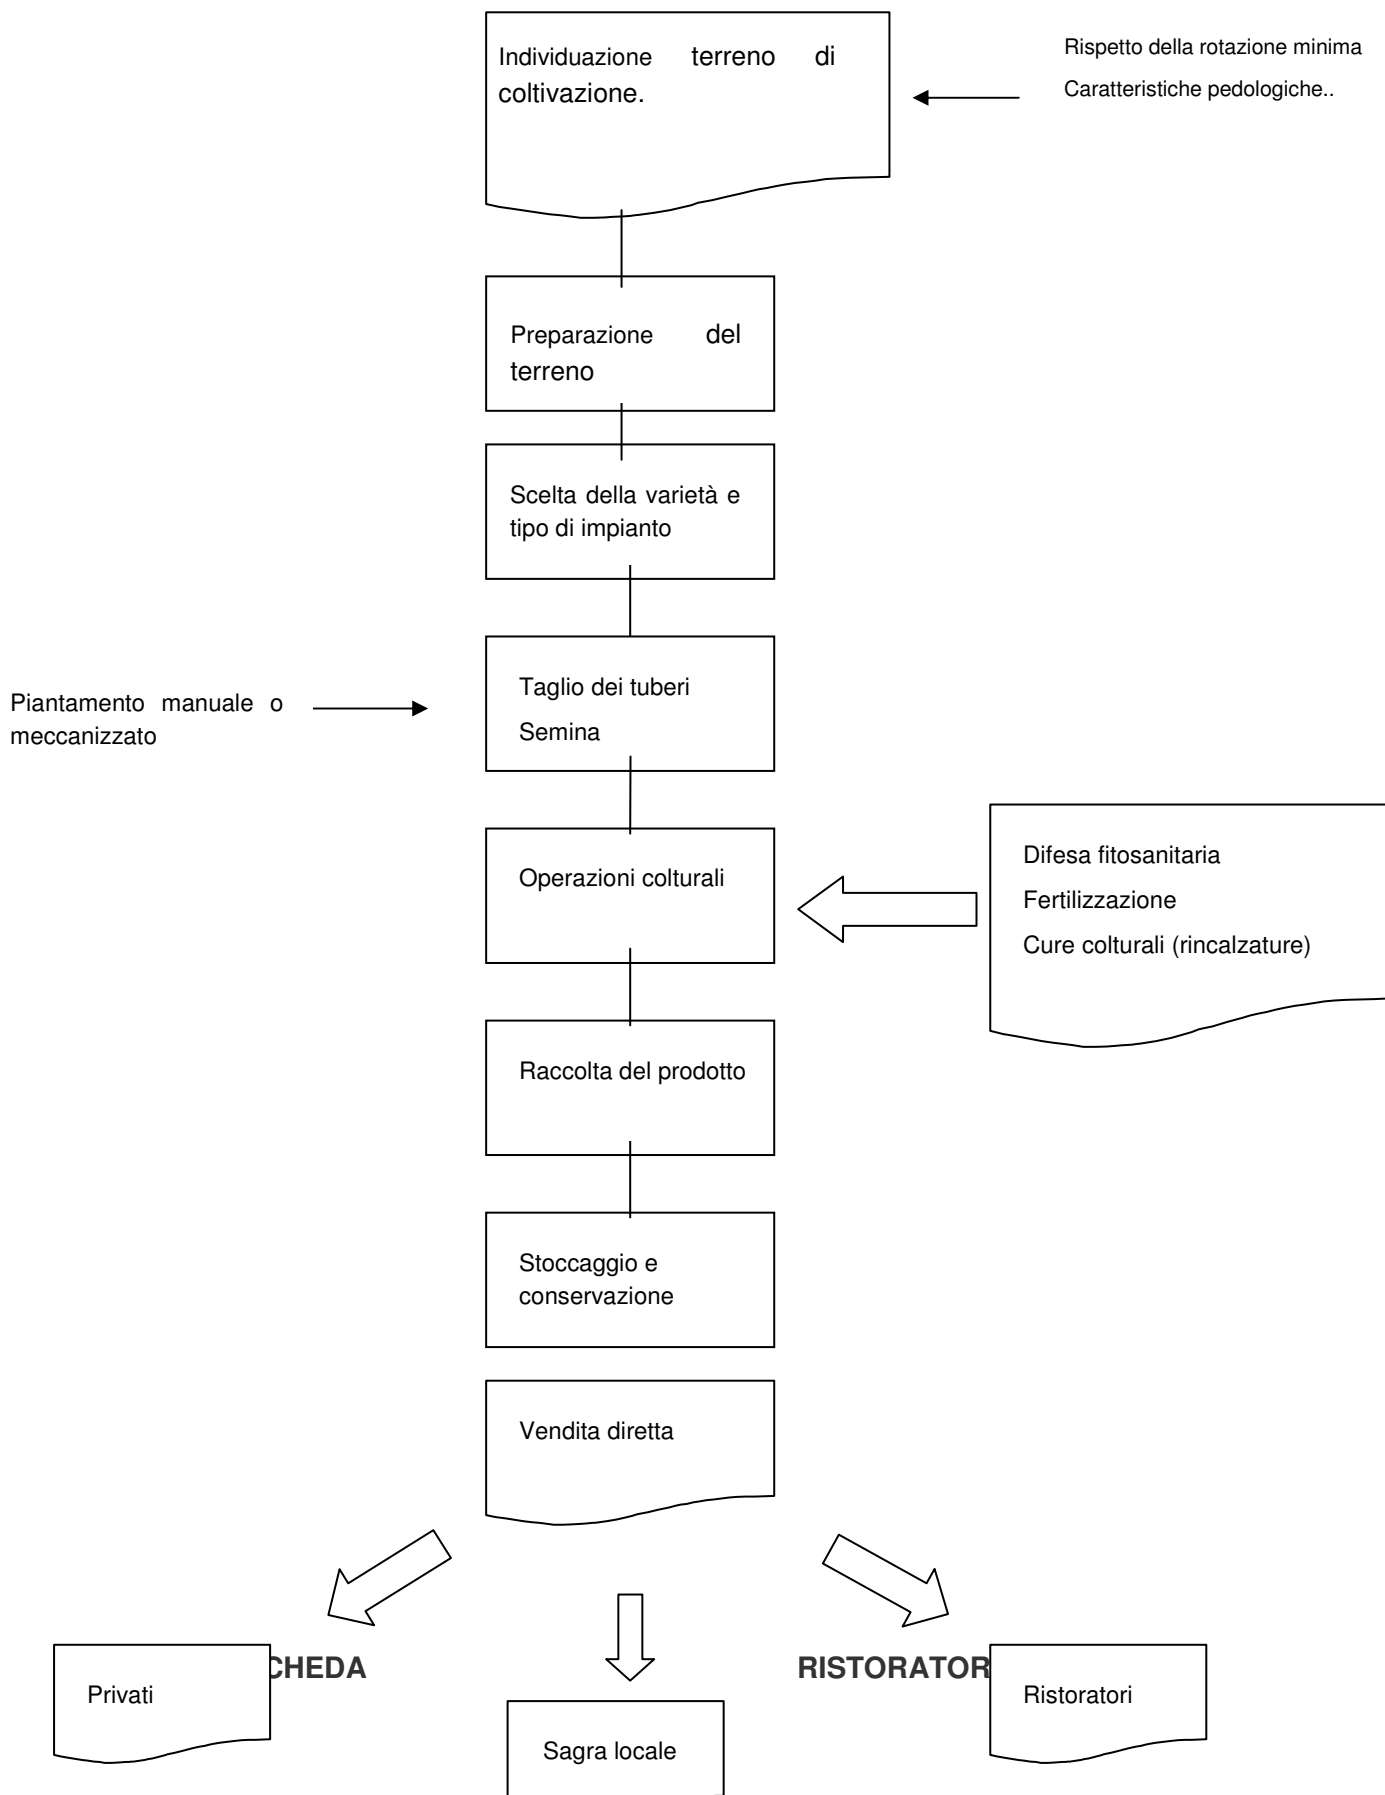 Individuazione terreno di
coltivazione.
Rispetto della rotazione minima
Caratteristiche pedologiche..
Preparazione del
terreno
Scelta della varietà e
tipo di impianto
Piantamento manuale o
meccanizzato
Taglio dei tuberi
Semina
Operazioni colturali
Difesa fitosanitaria
Fertilizzazione
Cure colturali (rincalzature)
Raccolta del prodotto
Stoccaggio e
conservazione
Vendita diretta
CHEDA
RISTORATOR
Privati
Ristoratori
Sagra locale